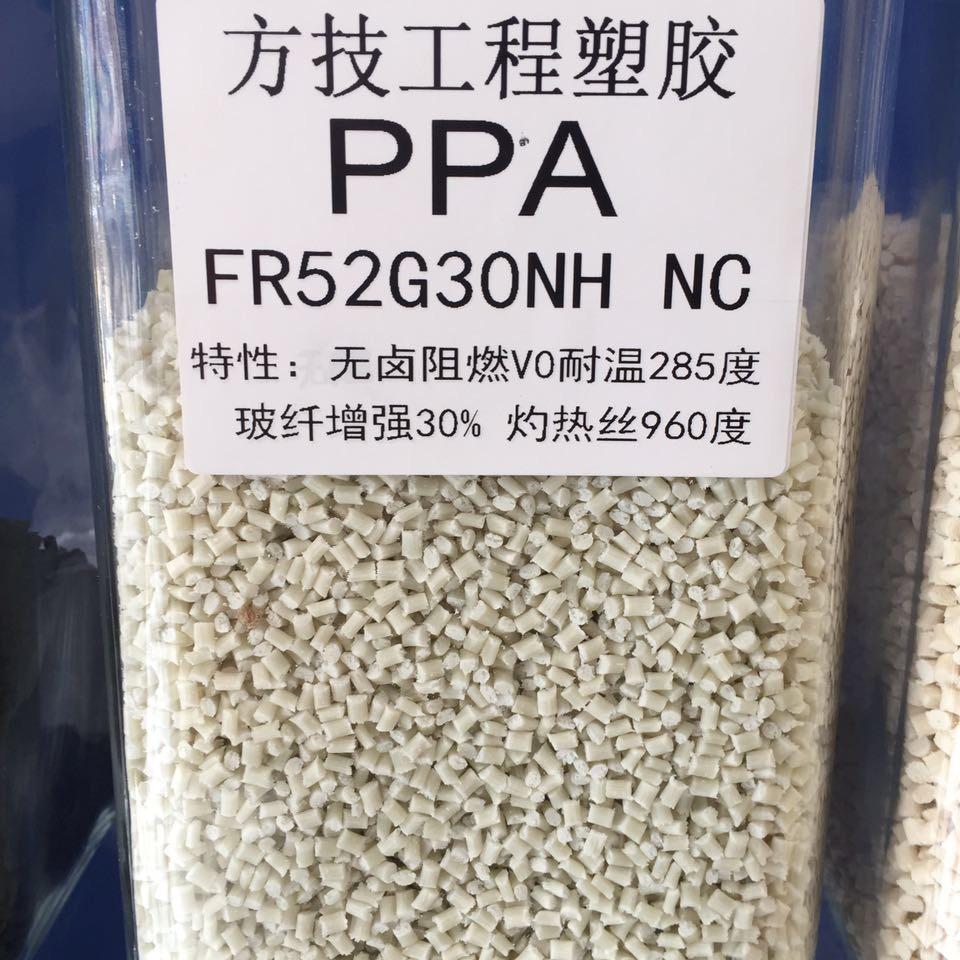 方技工程塑胶
PPA
FR52G30NH NC
特性：无卤阻燃V0耐温285度
玻纤增强30% 灼热丝960度